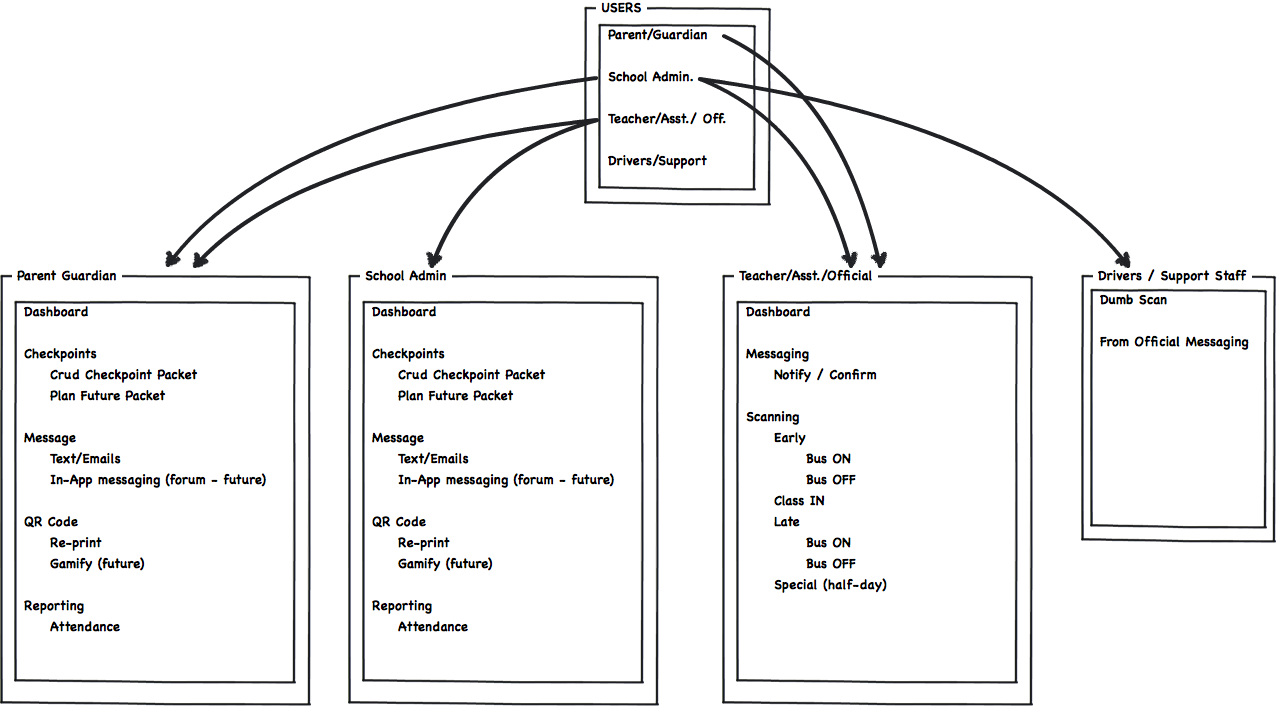 USERS
Parent/Guardian
School Admin.
Teacher/Asst./ Off.
Drivers/Support
Parent Guardian
Dashboard
Checkpoints
Crud Checkpoint Packet
Plan Future Packet
Message
Text/Emails
In-App messaging (forum - future)
QR Code
Re-print
Gamify (future)
Reporting
Attendance
School Admin
Dashboard
Checkpoints
Crud Checkpoint Packet
Plan Future Packet
Message
Text/Emails
In-App messaging (forum - future)
QR Code
Re-print
Gamify (future)
Reporting
Attendance
Teacher/Asst./Official
Dashboard
Messaging
Notify / Confirm
Scanning
Early
Bus ON
Bus OFF
Class IN
Late
Bus ON
Bus OFF
Special (half-day)
Drivers / Support Staff
Dumb Scan
From Official Messaging